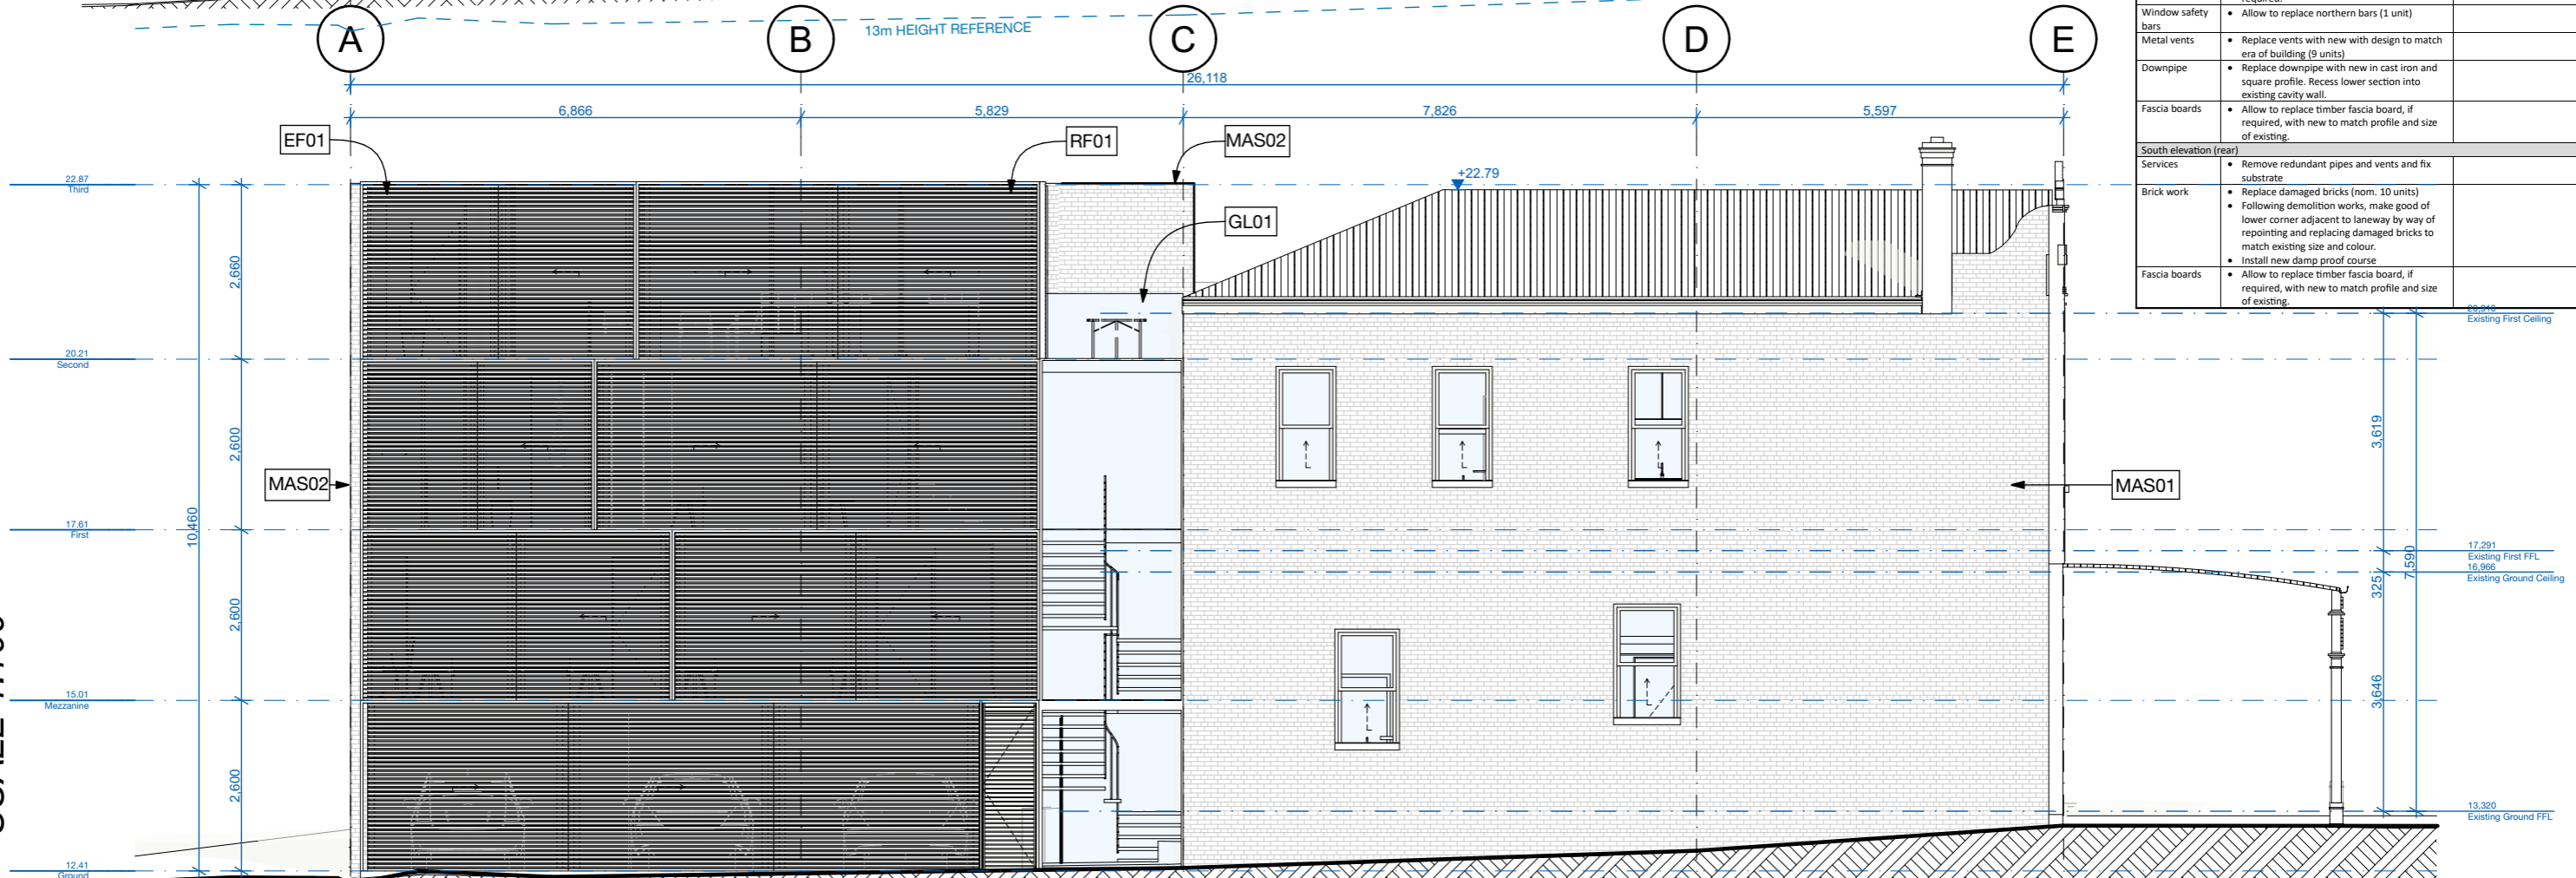 required.
Window safety
bars
• Allow to replace northern bars (1 unit)
Metal vents
• Replace vents with new with design to match
era of building (9 units)
Downpipe
• Replace downpipe with new in cast iron and
square profile. Recess lower section into
existing cavity wall.
Fascia boards
• Allow to replace timber fascia board, if
required, with new to match profile and size
of existing.
South elevation (rear)
Services
• Remove redundant pipes and vents and fix
substrate
Brick work
• Replace damaged bricks (nom. 10 units)
• Following demolition works, make good of
lower corner adjacent to laneway by way of
repointing and replacing damaged bricks to
match existing size and colour.
• Install new damp proof course
Fascia boards
• Allow to replace timber fascia board, if
required, with new to match profile and size
of existing.
13m HEIGHT REFERENCE
A
B
C
D
E
26,118
6,866
5,829
7,826
5,597
EF01
RF01
MAS02
GL01
+22.79
MAS02
MAS01
22.87
Third
20.21
Second
17.61
First
15.01
Mezzanine
12.41
Ground
10,460
2,660
2,600
2,600
2,600
Existing First Ceiling
17,291
Existing First FFL
16,966
Existing Ground Ceiling
13,320
Existing Ground FFL
3,619
325
3,646
7,590